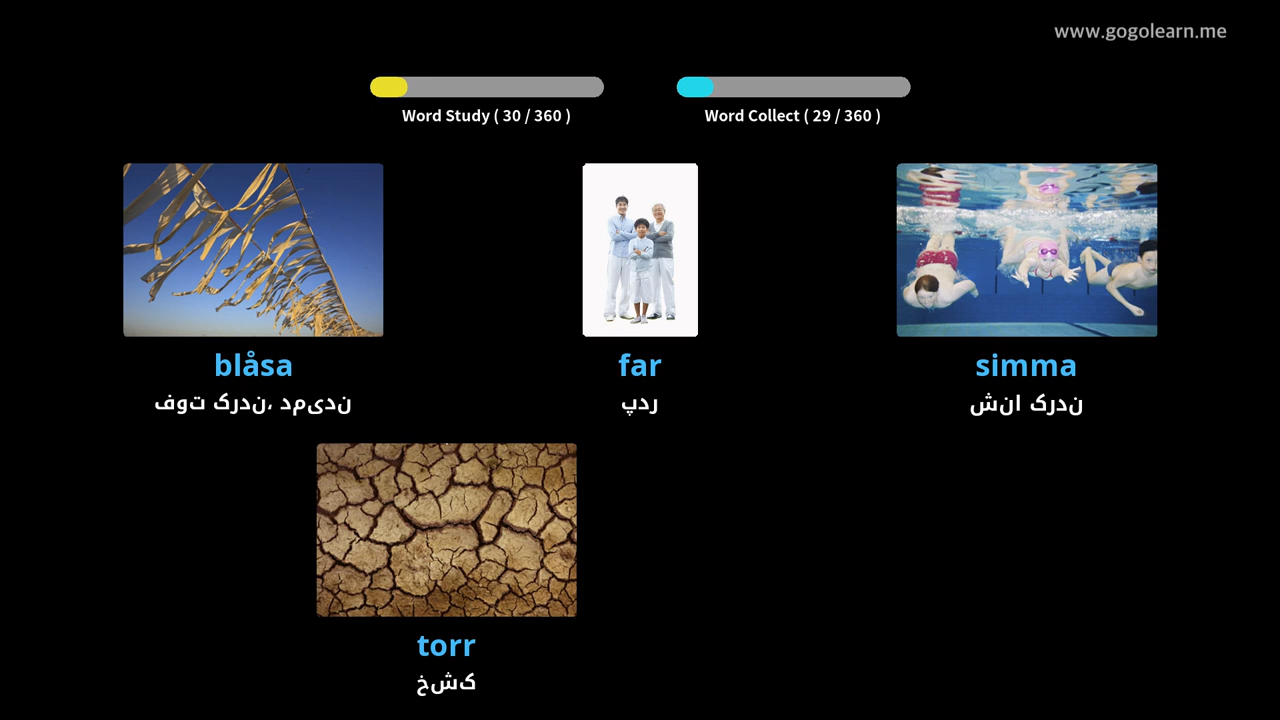 www.gogolearn.me
Word Study ( 30 / 360 )
Word Collect ( 29 / 360 )
blåsa
فوت کردن، دمیدن
far
پدر
simma
شنا کردن
torr
خشک